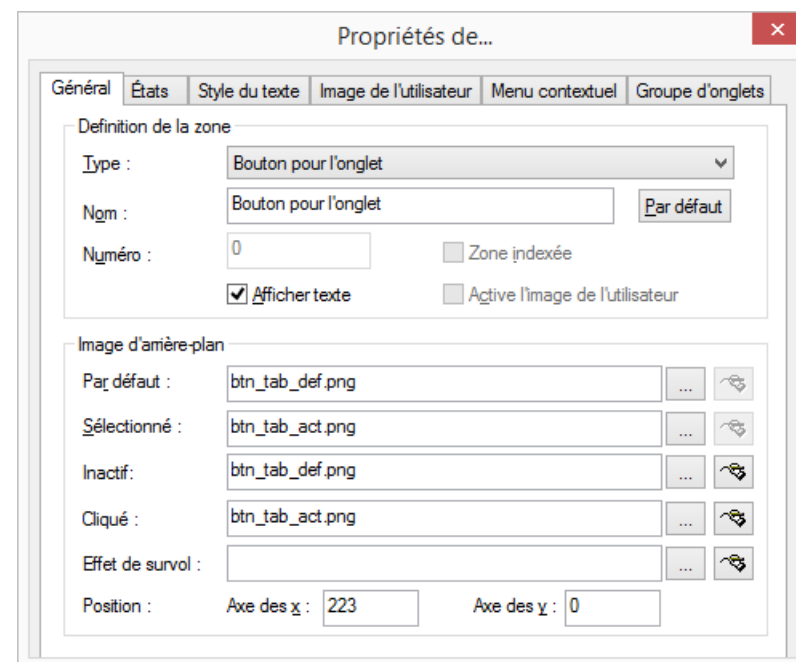 Propriétés de...
Général États Style du texte Image de l'utilisateur Menu contextuel Groupe d'onglets
Definition de la zone
Type : Bouton pour l'onglet
Nom : Bouton pour l'onglet Par défaut
Numéro : 0 Zone indexée
Afficher texte Active l'image de l'utilisateur
Image d'arrière-plan
Par défaut : btn_tab_def.png ...
Sélectionné : btn_tab_act.png ...
Inactif: btn_tab_def.png ...
Cliqué : btn_tab_act.png ...
Effet de survol : ...
Position : Axe des x : 223 Axe des y : 0